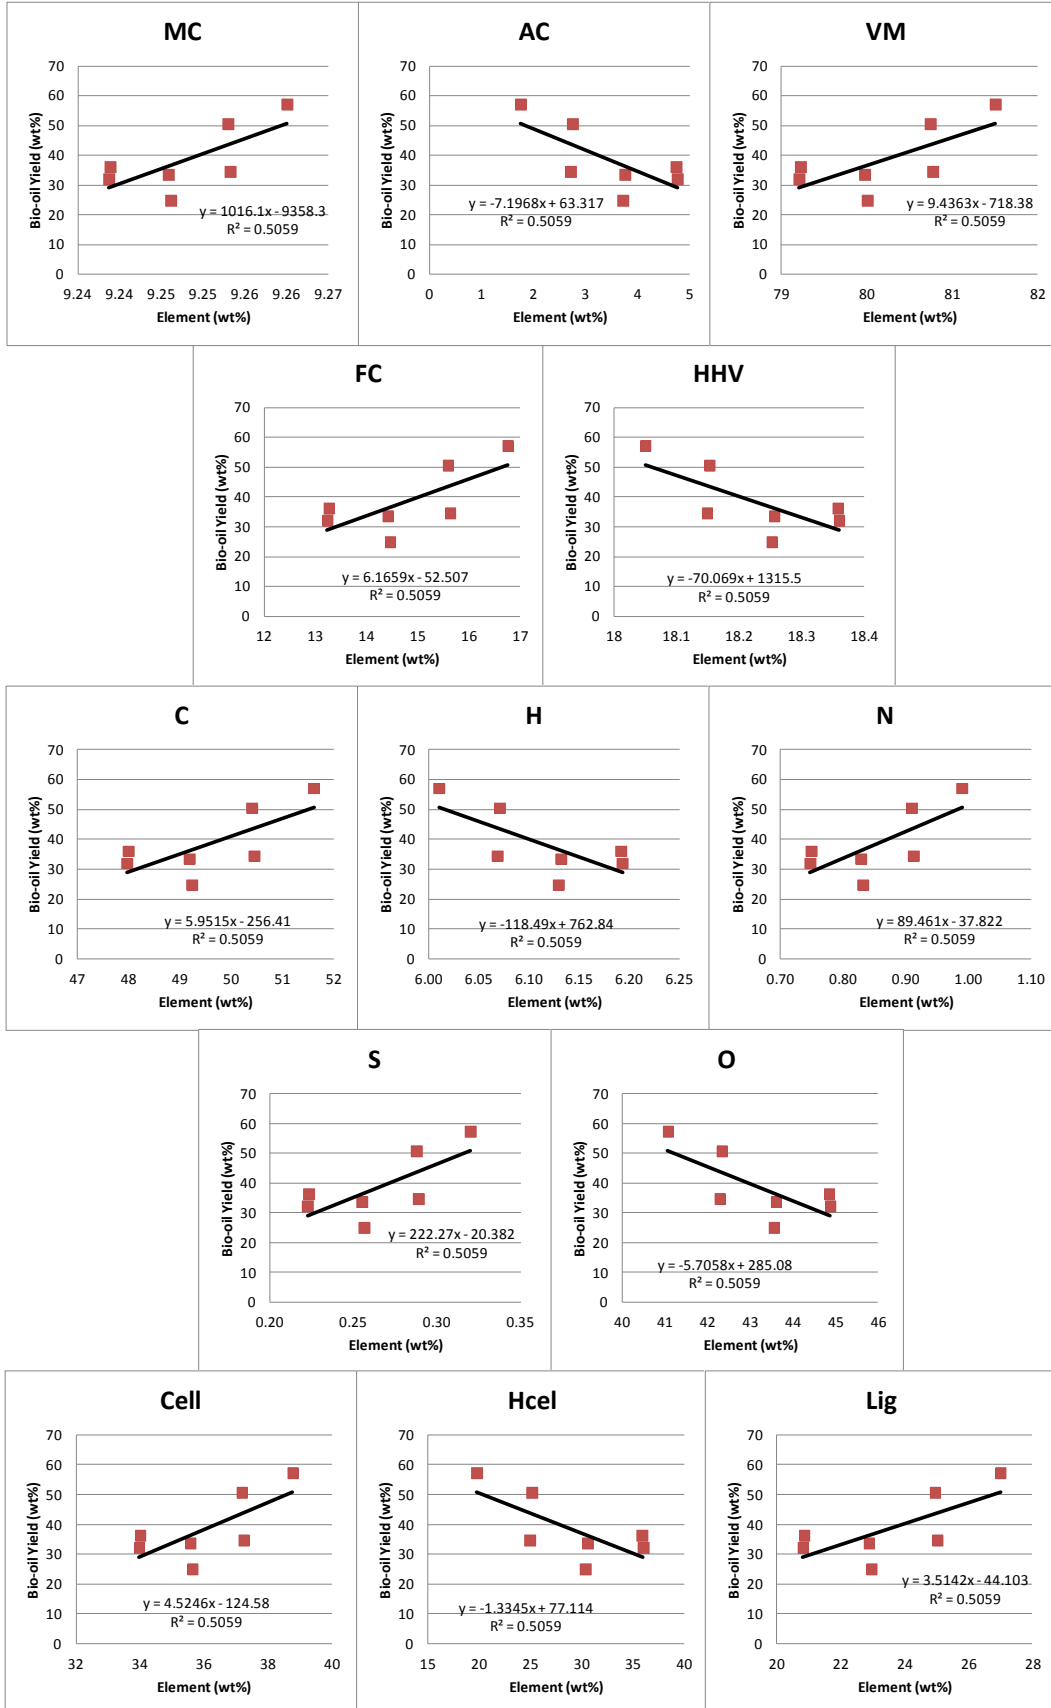 MC
70
60
50
40
30
20
10
0
Bio-oil Yield (wt%)
y = 1016.1x - 9358.3
R² = 0.5059
9.24 9.24 9.25 9.25 9.26 9.26 9.27
Element (wt%)
AC
70
60
50
40
30
20
10
0
Bio-oil Yield (wt%)
y = -7.1968x + 63.317
R² = 0.5059
0 1 2 3 4 5
Element (wt%)
VM
70
60
50
40
30
20
10
0
Bio-oil Yield (wt%)
y = 9.4363x - 718.38
R² = 0.5059
79 80 81 82
Element (wt%)
FC
70
60
50
40
30
20
10
0
Bio-oil Yield (wt%)
y = 6.1659x - 52.507
R² = 0.5059
12 13 14 15 16 17
Element (wt%)
HHV
70
60
50
40
30
20
10
0
Bio-oil Yield (wt%)
y = -70.069x + 1315.5
R² = 0.5059
18 18.1 18.2 18.3 18.4
Element (wt%)
C
70
60
50
40
30
20
10
0
Bio-oil Yield (wt%)
y = 5.9515x - 256.41
R² = 0.5059
47 48 49 50 51 52
Element (wt%)
H
70
60
50
40
30
20
10
0
Bio-oil Yield (wt%)
y = -118.49x + 762.84
R² = 0.5059
6.00 6.05 6.10 6.15 6.20 6.25
Element (wt%)
N
70
60
50
40
30
20
10
0
Bio-oil Yield (wt%)
y = 89.461x - 37.822
R² = 0.5059
0.70 0.80 0.90 1.00 1.10
Element (wt%)
S
70
60
50
40
30
20
10
0
Bio-oil Yield (wt%)
y = 222.27x - 20.382
R² = 0.5059
0.20 0.25 0.30 0.35
Element (wt%)
O
70
60
50
40
30
20
10
0
Bio-oil Yield (wt%)
y = -5.7058x + 285.08
R² = 0.5059
40 41 42 43 44 45 46
Element (wt%)
Cell
70
60
50
40
30
20
10
0
Bio-oil Yield (wt%)
y = 4.5246x - 124.58
R² = 0.5059
32 34 36 38 40
Element (wt%)
Hcel
70
60
50
40
30
20
10
0
Bio-oil Yield (wt%)
y = -1.3345x + 77.114
R² = 0.5059
15 20 25 30 35 40
Element (wt%)
Lig
70
60
50
40
30
20
10
0
Bio-oil Yield (wt%)
y = 3.5142x - 44.103
R² = 0.5059
20 22 24 26 28
Element (wt%)